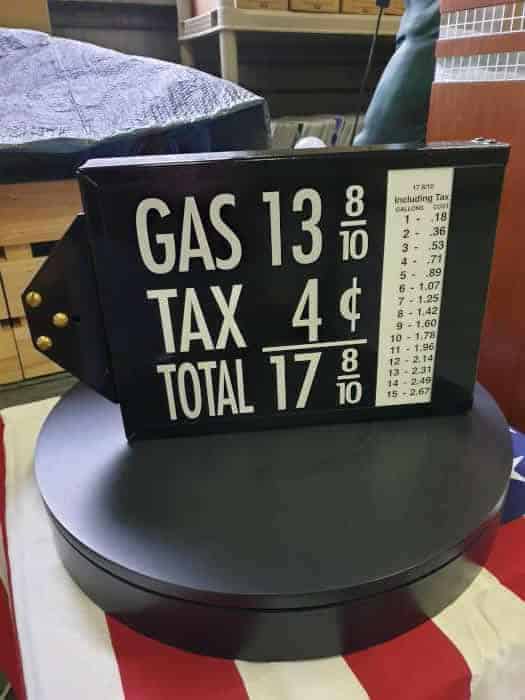 GAS 13 8/10
TAX 4 ¢
TOTAL 17 8/10
17 8/10
Including Tax
GALLONS COST
1 - .18
2 - .36
3 - .53
4 - .71
5 - .89
6 - 1.07
7 - 1.25
8 - 1.42
9 - 1.60
10 - 1.78
11 - 1.96
12 - 2.14
13 - 2.31
14 - 2.49
15 - 2.67